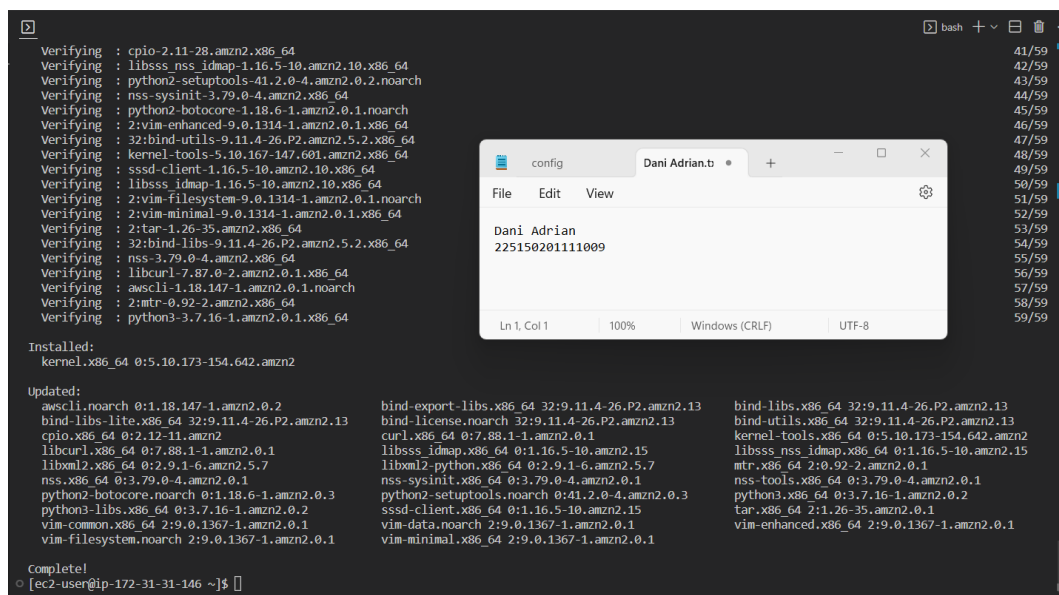 bash
Verifying  : cpio-2.11-28.amzn2.x86_64 41/59
Verifying  : libsss_nss_idmap-1.16.5-10.amzn2.10.x86_64 42/59
Verifying  : python2-setuptools-41.2.0-4.amzn2.0.2.noarch 43/59
Verifying  : nss-sysinit-3.79.0-4.amzn2.x86_64 44/59
Verifying  : python2-botocore-1.18.6-1.amzn2.0.1.noarch 45/59
Verifying  : 2:vim-enhanced-9.0.1314-1.amzn2.0.1.x86_64 46/59
Verifying  : 32:bind-utils-9.11.4-26.P2.amzn2.5.2.x86_64 47/59
Verifying  : kernel-tools-5.10.167-147.601.amzn2.x86_64 48/59
Verifying  : sssd-client-1.16.5-10.amzn2.10.x86_64 49/59
Verifying  : libsss_idmap-1.16.5-10.amzn2.10.x86_64 50/59
Verifying  : 2:vim-filesystem-9.0.1314-1.amzn2.0.1.noarch 51/59
Verifying  : 2:vim-minimal-9.0.1314-1.amzn2.0.1.x86_64 52/59
Verifying  : 2:tar-1.26-35.amzn2.x86_64 53/59
Verifying  : 32:bind-libs-9.11.4-26.P2.amzn2.5.2.x86_64 54/59
Verifying  : nss-3.79.0-4.amzn2.x86_64 55/59
Verifying  : libcurl-7.87.0-2.amzn2.0.1.x86_64 56/59
Verifying  : awscli-1.18.147-1.amzn2.0.1.noarch 57/59
Verifying  : 2:mtr-0.92-2.amzn2.x86_64 58/59
Verifying  : python3-3.7.16-1.amzn2.0.1.x86_64 59/59
config Dani Adrian.t
File Edit View
Dani Adrian
225150201111009
Ln 1, Col 1 100% Windows (CRLF) UTF-8
Installed:
kernel.x86_64 0:5.10.173-154.642.amzn2
Updated:
awscli.noarch 0:1.18.147-1.amzn2.0.2 bind-export-libs.x86_64 32:9.11.4-26.P2.amzn2.13 bind-libs.x86_64 32:9.11.4-26.P2.amzn2.13
bind-libs-lite.x86_64 32:9.11.4-26.P2.amzn2.13 bind-license.noarch 32:9.11.4-26.P2.amzn2.13 bind-utils.x86_64 32:9.11.4-26.P2.amzn2.13
cpio.x86_64 0:2.12-11.amzn2 curl.x86_64 0:7.88.1-1.amzn2.0.1 kernel-tools.x86_64 0:5.10.173-154.642.amzn2
libcurl.x86_64 0:7.88.1-1.amzn2.0.1 libsss_idmap.x86_64 0:1.16.5-10.amzn2.15 libsss_nss_idmap.x86_64 0:1.16.5-10.amzn2.15
libxml2.x86_64 0:2.9.1-6.amzn2.5.7 libxml2-python.x86_64 0:2.9.1-6.amzn2.5.7 mtr.x86_64 2:0.92-2.amzn2.0.1
nss.x86_64 0:3.79.0-4.amzn2.0.1 nss-sysinit.x86_64 0:3.79.0-4.amzn2.0.1 nss-tools.x86_64 0:3.79.0-4.amzn2.0.1
python2-botocore.noarch 0:1.18.6-1.amzn2.0.3 python2-setuptools.noarch 0:41.2.0-4.amzn2.0.3 python3.x86_64 0:3.7.16-1.amzn2.0.2
python3-libs.x86_64 0:3.7.16-1.amzn2.0.2 sssd-client.x86_64 0:1.16.5-10.amzn2.15 tar.x86_64 2:1.26-35.amzn2.0.1
vim-common.x86_64 2:9.0.1367-1.amzn2.0.1 vim-data.noarch 2:9.0.1367-1.amzn2.0.1 vim-enhanced.x86_64 2:9.0.1367-1.amzn2.0.1
vim-filesystem.noarch 2:9.0.1367-1.amzn2.0.1 vim-minimal.x86_64 2:9.0.1367-1.amzn2.0.1
Complete!
[ec2-user@ip-172-31-31-146 ~]$